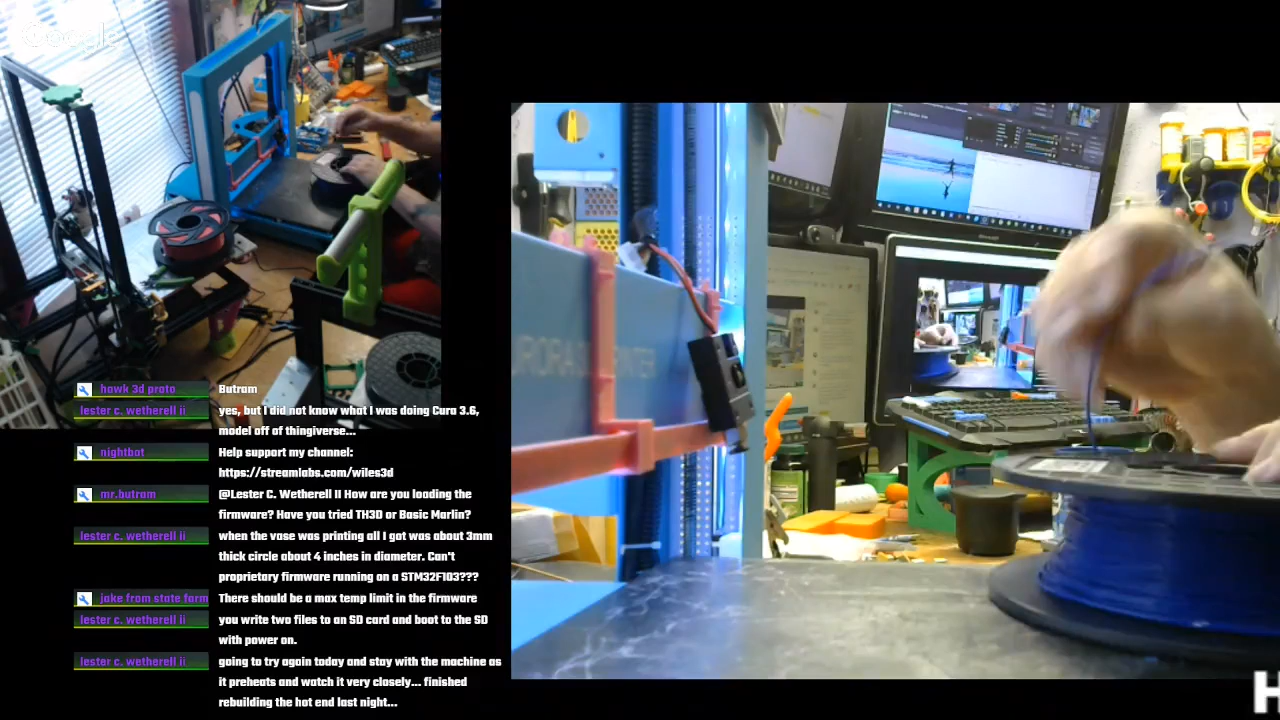 Google
hawk 3d proto Butram
lester c. wetherell ii yes, but I did not know what I was doing Cura 3.6,
model off of thingiverse...
nightbot Help support my channel:
https://streamlabs.com/wiles3d
mr.butram @Lester C. Wetherell II How are you loading the
firmware? Have you tried TH3D or Basic Marlin?
lester c. wetherell ii when the vase was printing all I got was about 3mm
thick circle about 4 inches in diameter. Can't
proprietary firmware running on a STM32F103???
jake from state farm There should be a max temp limit in the firmware
lester c. wetherell ii you write two files to an SD card and boot to the SD
with power on.
lester c. wetherell ii going to try again today and stay with the machine as
it preheats and watch it very closely... finished
rebuilding the hot end last night...
H